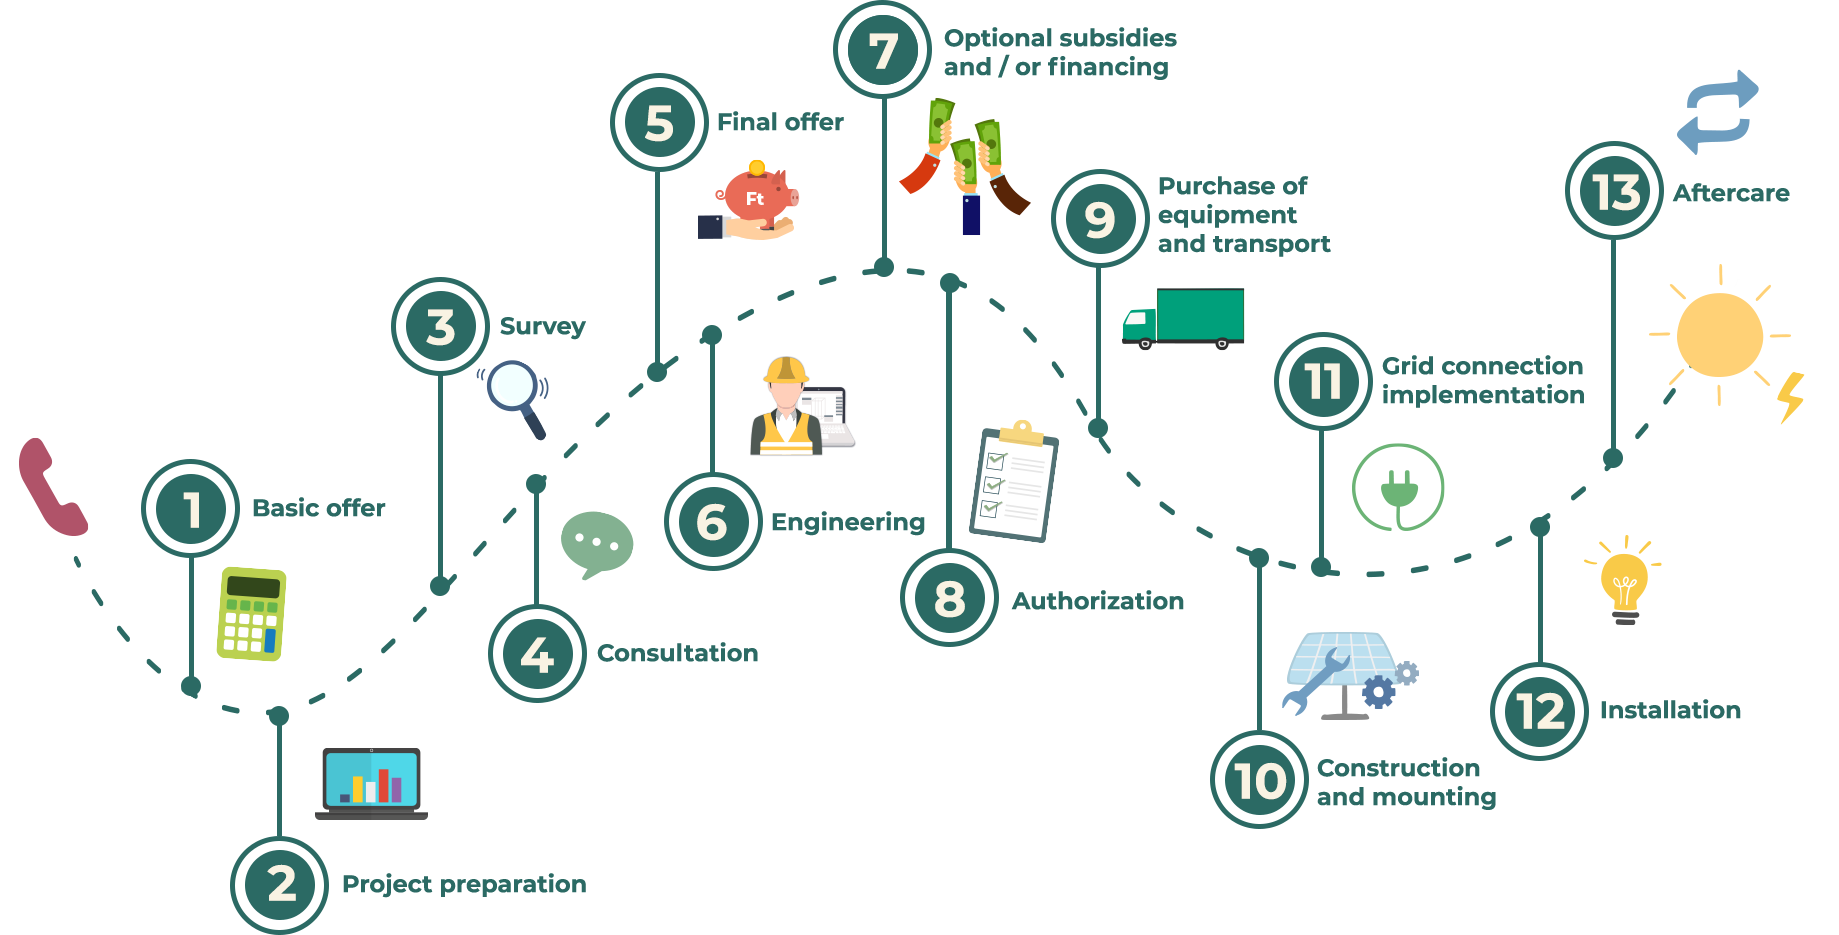 1
Basic offer
2
Project preparation
3
Survey
4
Consultation
5
Final offer
Ft
6
Engineering
7
Optional subsidies
and / or financing
8
Authorization
9
Purchase of
equipment
and transport
10
Construction
and mounting
11
Grid connection
implementation
12
Installation
13
Aftercare